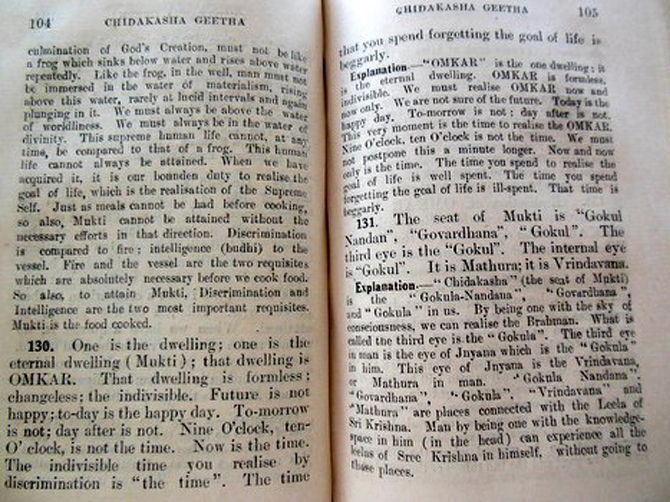 104 CHIDAKASHA GEETHA
culmination of God's Creation, must not be like
a frog which sinks below water and rises above water
repeatedly. Like the frog, in the well, man must not
be immersed in the water of materialism, rising
above this water, rarely at lucid intervals and again
plunging in it. We must always be above the water
of worldliness. We must always be in the water of
divinity. This supreme human life cannot, at any
time, be compared to that of a frog. This human
life cannot always be attained. When we have
acquired it, it is our bounden duty to realise the
goal of life, which is the realisation of the Supreme
Self. Just as meals cannot be had before cooking,
so also, Mukti cannot be attained without the
necessary efforts in that direction. Discrimination
is compared to fire; intelligence (budhi) to the
vessel. Fire and the vessel are the two requisites
which are absolutely necessary before we cook food.
So also, to attain Mukti, Discrimination and
Intelligence are the two most important requisites.
Mukti is the food cooked.
130. One is the dwelling; one is the
eternal dwelling (Mukti); that dwelling is
OMKAR. That dwelling is formless;
changeless; the indivisible. Future is not
happy; to-day is the happy day. To-morrow
is not; day after is not. Nine O'clock, ten-
O'clock, is not the time. Now is the time.
The indivisible time you realise by
discrimination is "the time". The time
CHIDAKASHA GEETHA 105
that you spend forgetting the goal of life is
beggarly.
Explanation—"OMKAR" is the one dwelling; it
is the eternal dwelling. OMKAR is formless,
indivisible. We must realise OMKAR now and
now only. We are not sure of the future. Today is the
happy day. To-morrow is not; day after is not.
This very moment is the time to realise the OMKAR.
Nine O'clock, ten O'clock is not the time. We must
not postpone this a minute longer. Now and now
only is the time. The time you spend to realise the
goal of life is well spent. The time you spend
forgetting the goal of life is ill-spent. That time is
beggarly.
131. The seat of Mukti is "Gokul
Nandan", "Govardhana", "Gokul". The
third eye is the "Gokul". The internal eye
is "Gokul". It is Mathura; it is Vrindavana.
Explanation—"Chidakasha" (the seat of Mukti)
is the "Gokula-Nandana", "Govardhana",
and "Gokula" in us. By being one with the sky of
consciousness, we can realise the Brahman. What is
called the third eye is the "Gokula". The third eye
in man is the eye of Jnyana which is the "Gokula"
in him. This eye of Jnyana is the Vrindavana,
or Mathura in man. "Gokula Nandana".
"Govardhana", "Gokula". "Vrindavana" and
"Mathura" are places connected with the Leela of
Sri Krishna. Man by being one with the knowledge-
space in him (in the head) can experience all the
leelas of Sree Krishna in himself, without going to
those places.